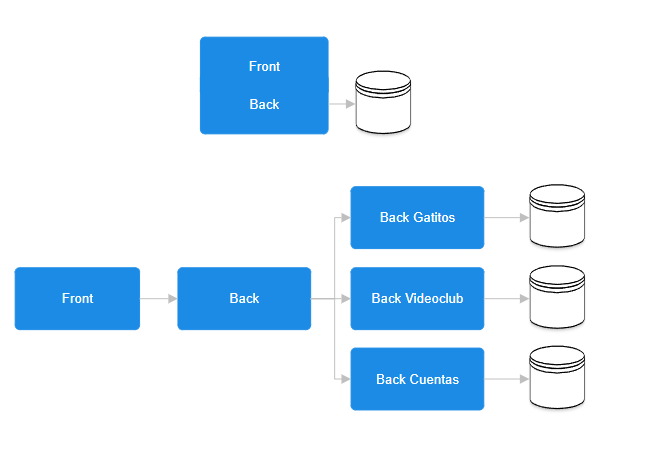 Front
Back
Back Gatitos
Front
Back
Back Videoclub
Back Cuentas